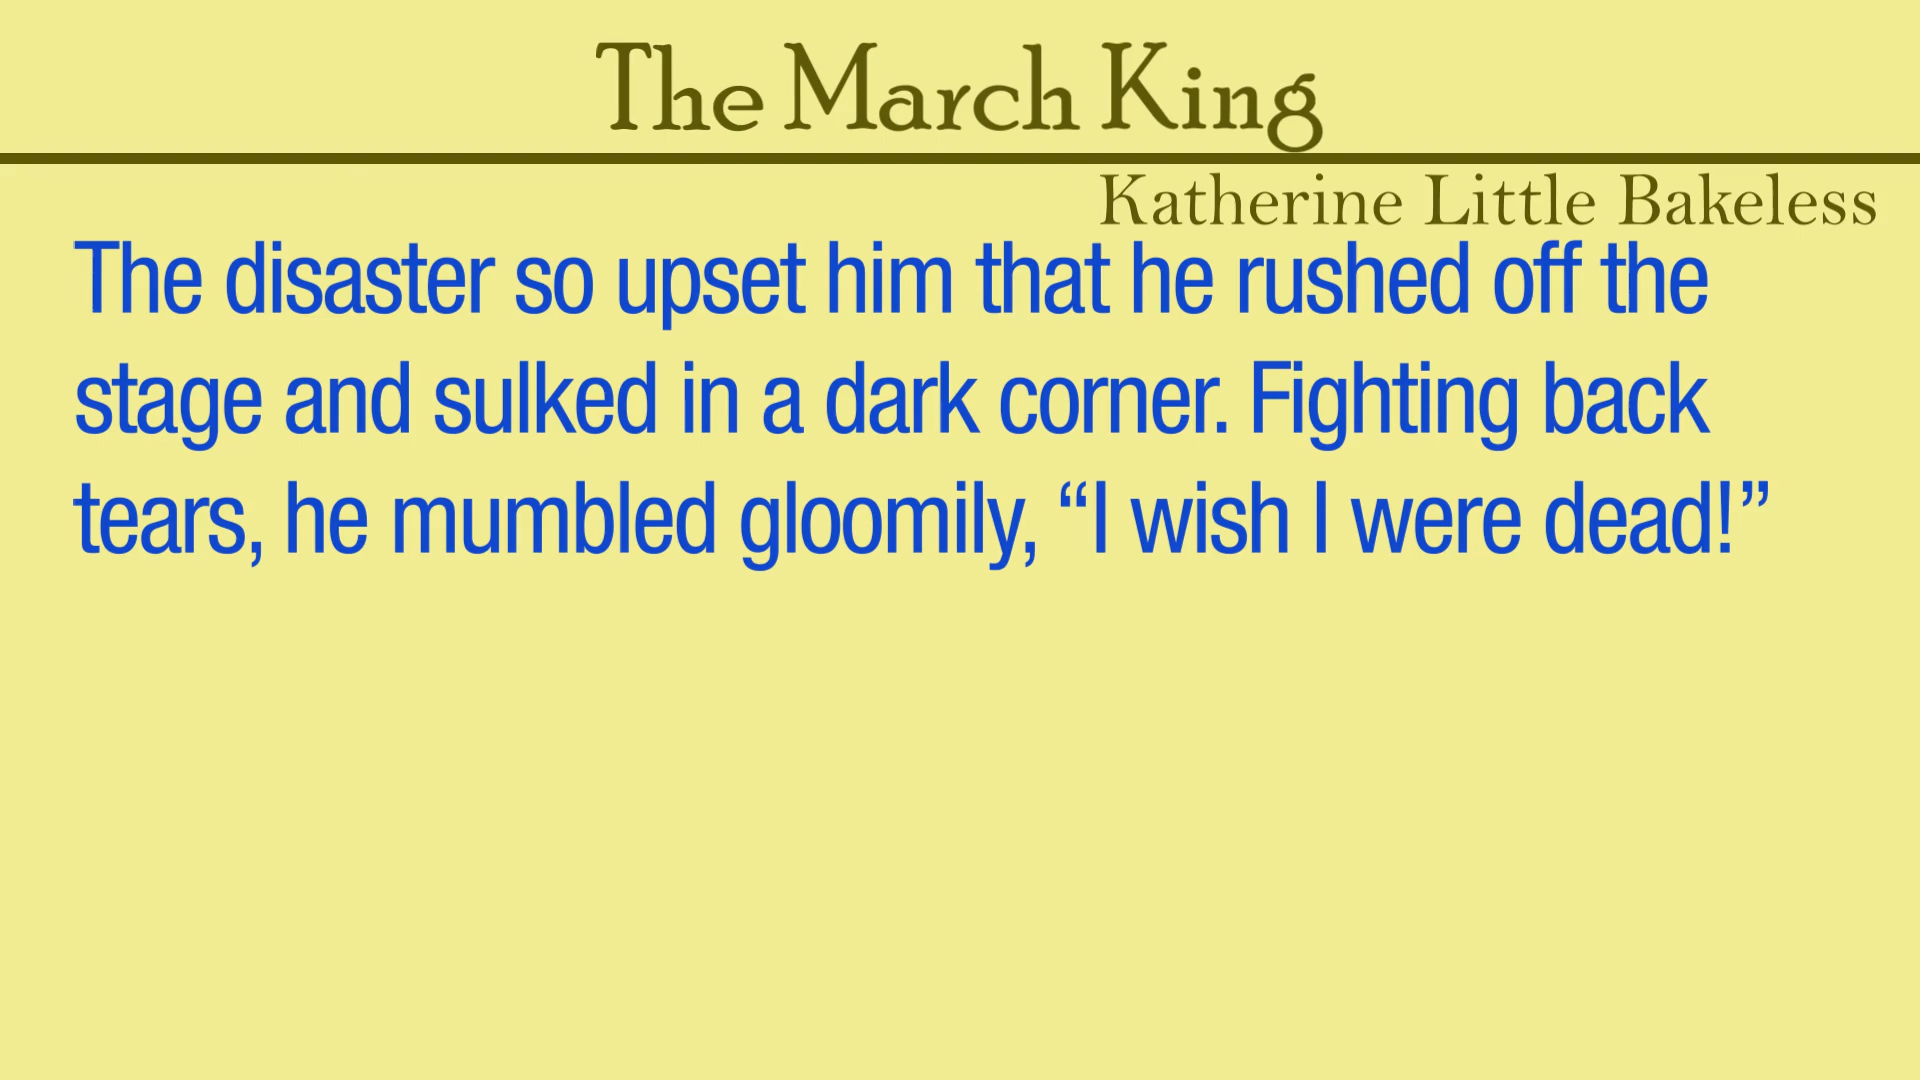 The March King
Katherine Little Bakeless
The disaster so upset him that he rushed off the
stage and sulked in a dark corner. Fighting back
tears, he mumbled gloomily, “I wish I were dead!”